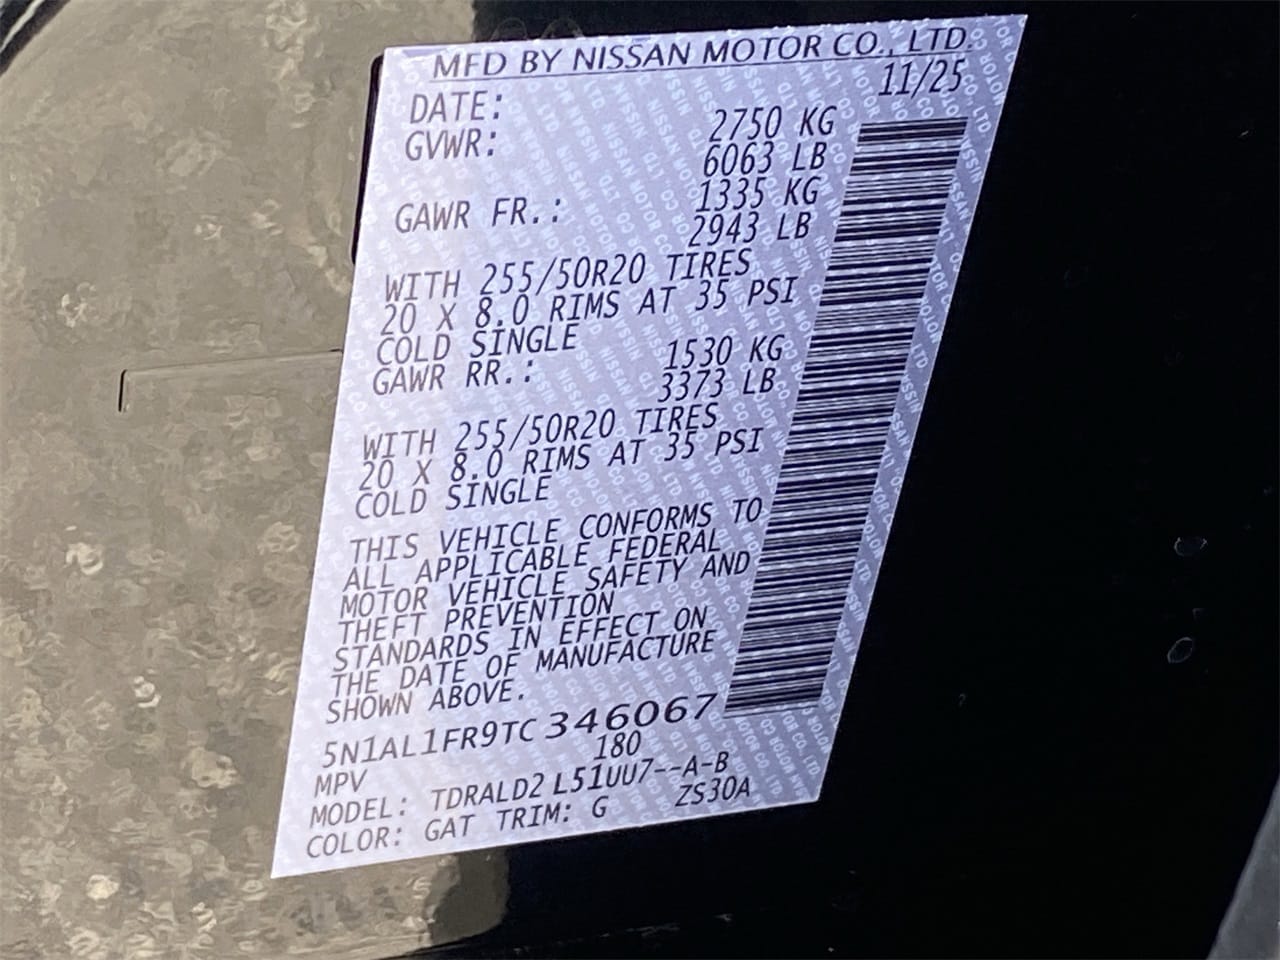 MFD BY NISSAN MOTOR CO., LTD.
DATE: 11/25
GVWR: 2750 KG
6063 LB
GAWR FR.: 1335 KG
2943 LB
WITH 255/50R20 TIRES
20 X 8.0 RIMS AT 35 PSI
COLD SINGLE
GAWR RR.: 1530 KG
3373 LB
WITH 255/50R20 TIRES
20 X 8.0 RIMS AT 35 PSI
COLD SINGLE
THIS VEHICLE CONFORMS TO
ALL APPLICABLE FEDERAL
MOTOR VEHICLE SAFETY AND
THEFT PREVENTION
STANDARDS IN EFFECT ON
THE DATE OF MANUFACTURE
SHOWN ABOVE.
5N1AL1FR9TC346067
MPV 180
MODEL: TDRALD2 L51UU7--A-B
COLOR: GAT TRIM: G ZS30A